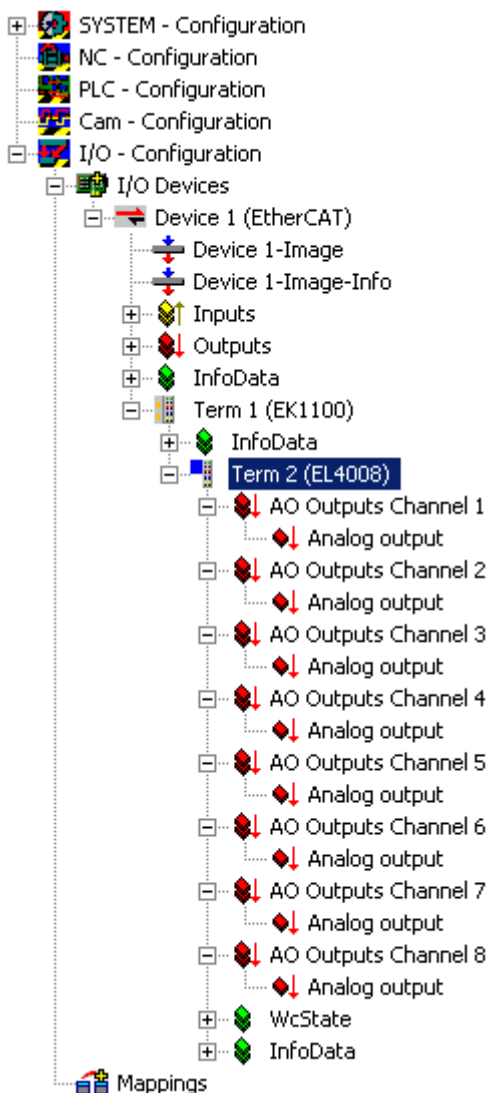 SYSTEM - Configuration
NC - Configuration
PLC - Configuration
Cam - Configuration
I/O - Configuration
I/O Devices
Device 1 (EtherCAT)
Device 1-Image
Device 1-Image-Info
Inputs
Outputs
InfoData
Term 1 (EK1100)
InfoData
Term 2 (EL4008)
AO Outputs Channel 1
Analog output
AO Outputs Channel 2
Analog output
AO Outputs Channel 3
Analog output
AO Outputs Channel 4
Analog output
AO Outputs Channel 5
Analog output
AO Outputs Channel 6
Analog output
AO Outputs Channel 7
Analog output
AO Outputs Channel 8
Analog output
WcState
InfoData
Mappings